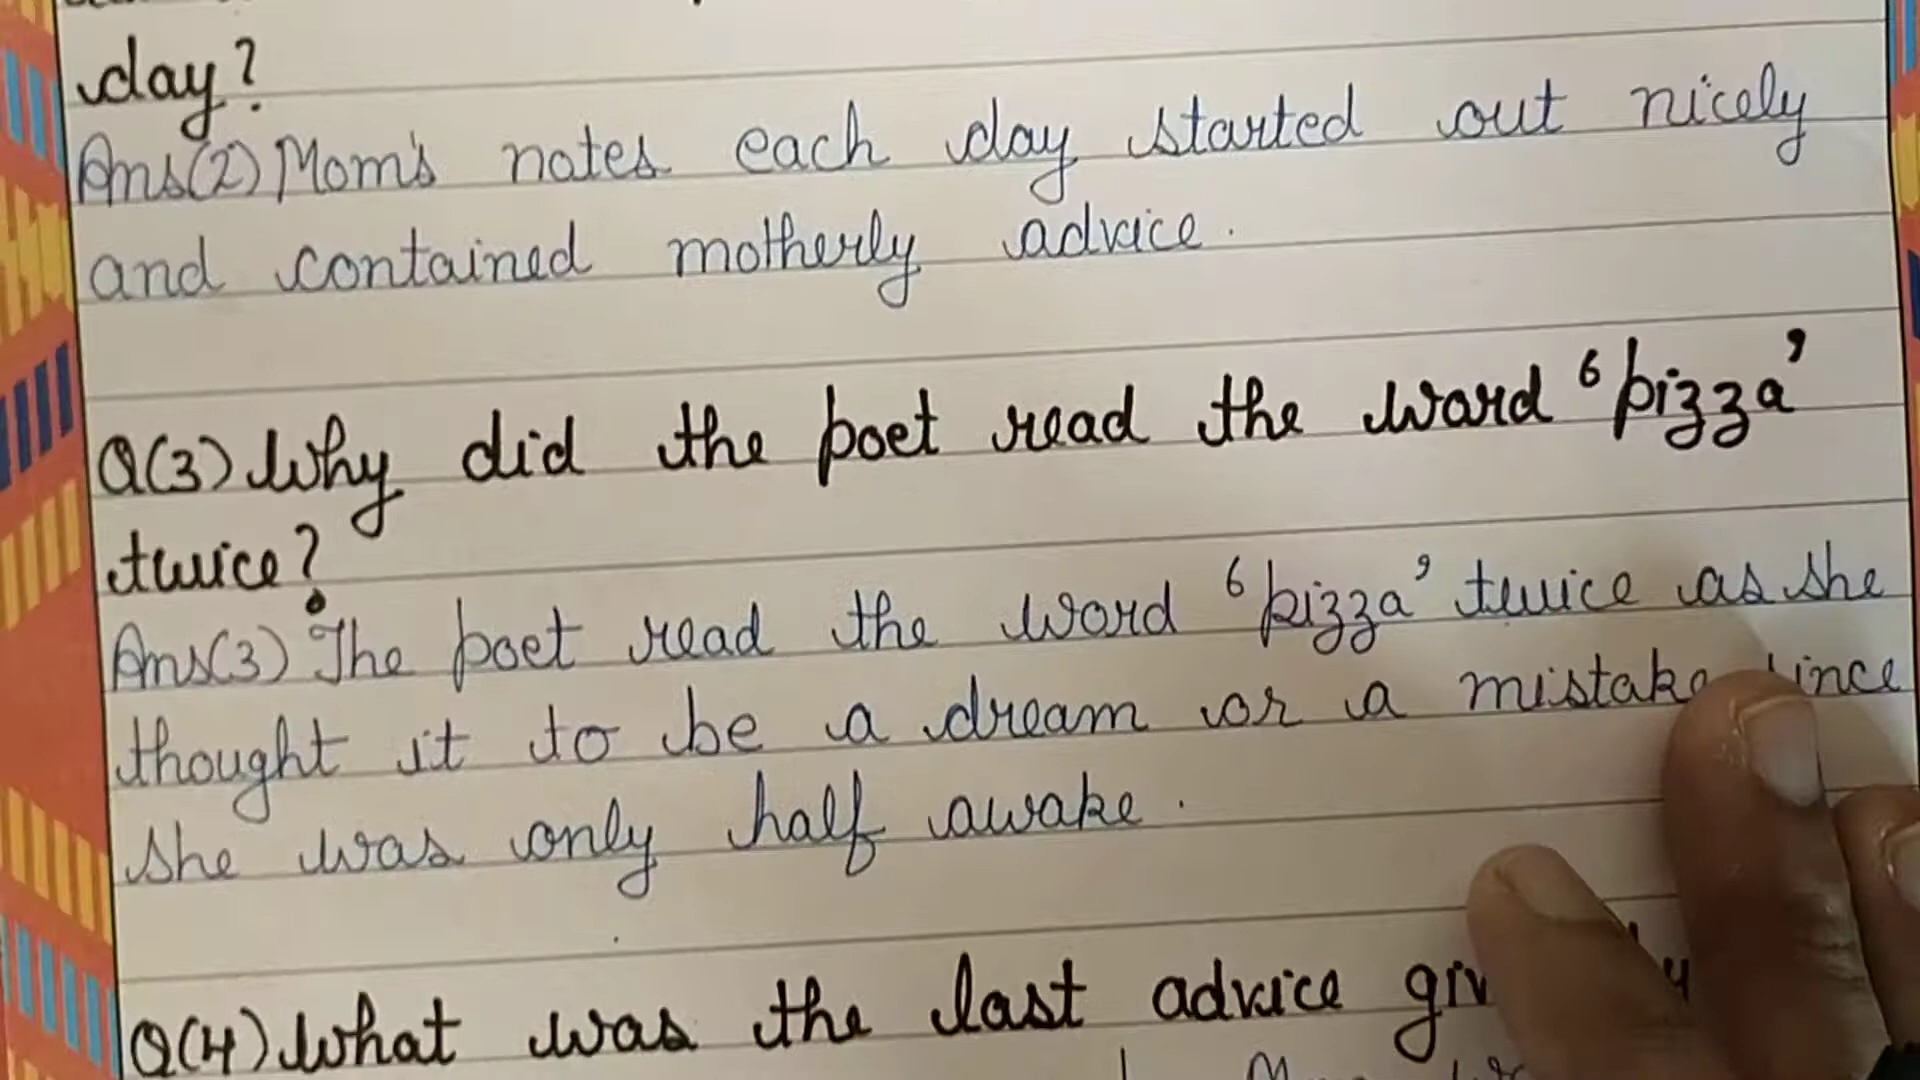 day?
Ans(2) Mom's notes each day started out nicely
and contained motherly advice.
Q(3) Why did the poet read the word 'pizza'
twice?
Ans(3) The poet read the word 'pizza' twice as she
thought it to be a dream or a mistake since
she was only half awake.
Q(4) What was the last advice